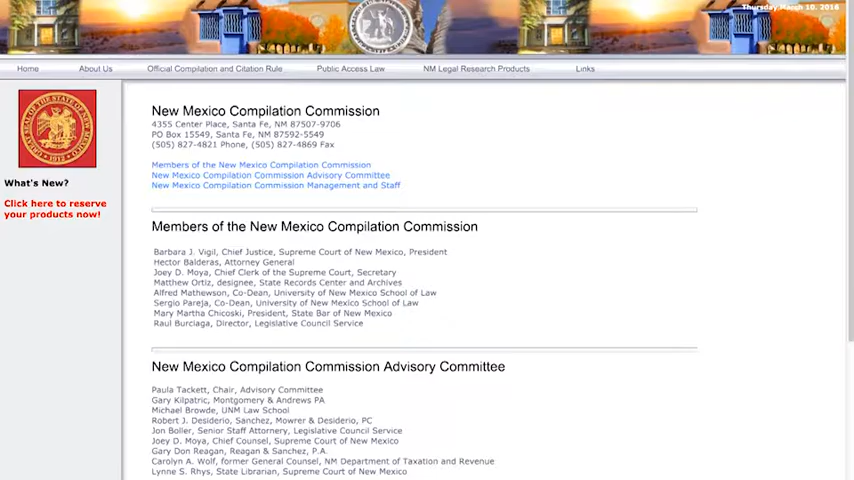 Thursday, March 10, 2016
Home About Us Official Compilation and Citation Rule Public Access Law NM Legal Research Products Links
New Mexico Compilation Commission
4355 Center Place, Santa Fe, NM 87507-9706
PO Box 15549, Santa Fe, NM 87592-5549
(505) 827-4821 Phone, (505) 827-4869 Fax
Members of the New Mexico Compilation Commission
New Mexico Compilation Commission Advisory Committee
New Mexico Compilation Commission Management and Staff
What's New?
Click here to reserve
your products now!
Members of the New Mexico Compilation Commission
Barbara J. Vigil, Chief Justice, Supreme Court of New Mexico, President
Hector Balderas, Attorney General
Joey D. Moya, Chief Clerk of the Supreme Court, Secretary
Matthew Ortiz, designee, State Records Center and Archives
Alfred Mathewson, Co-Dean, University of New Mexico School of Law
Sergio Pareja, Co-Dean, University of New Mexico School of Law
Mary Martha Chicoski, President, State Bar of New Mexico
Raul Burciaga, Director, Legislative Council Service
New Mexico Compilation Commission Advisory Committee
Paula Tackett, Chair, Advisory Committee
Gary Kilpatric, Montgomery & Andrews PA
Michael Browde, UNM Law School
Robert J. Desiderio, Sanchez, Mowrer & Desiderio, PC
Jon Boller, Senior Staff Attorney, Legislative Council Service
Joey D. Moya, Chief Counsel, Supreme Court of New Mexico
Gary Don Reagan, Reagan & Sanchez, P.A.
Carolyn A. Wolf, former General Counsel, NM Department of Taxation and Revenue
Lynne S. Rhys, State Librarian, Supreme Court of New Mexico